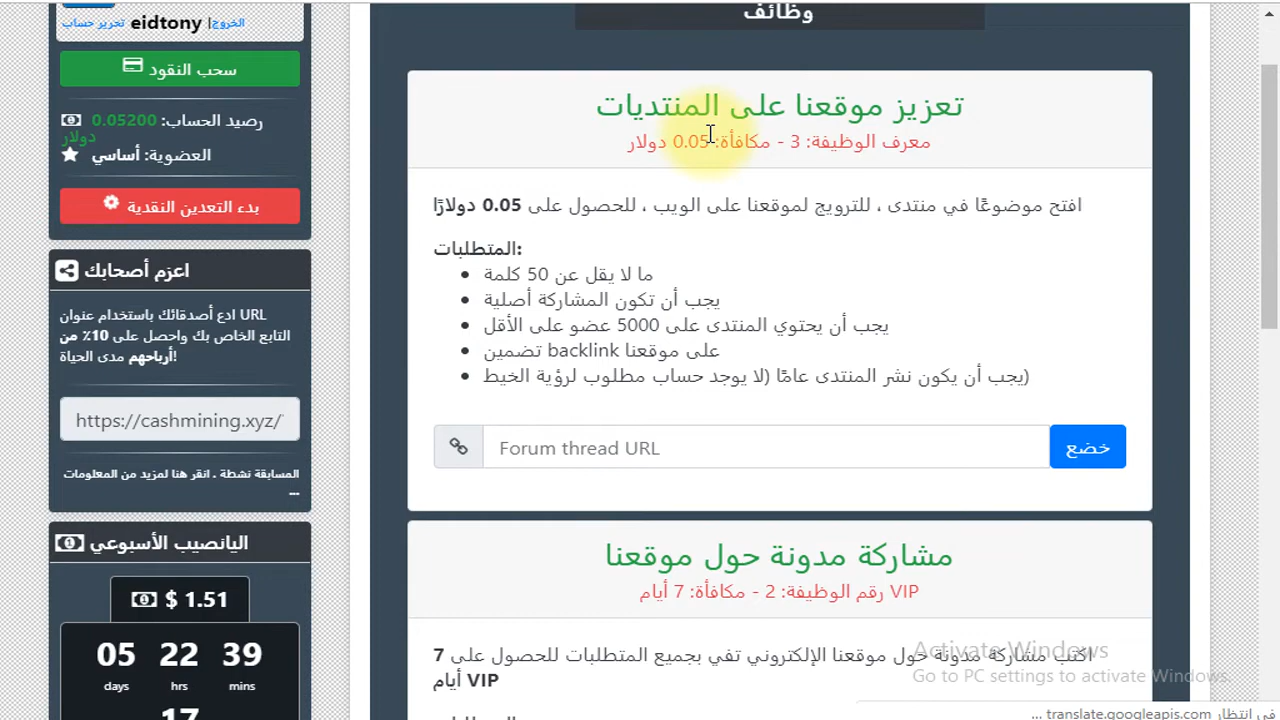 وظائف
تحرير حساب eidtony |الخروج
سحب النقود
رصيد الحساب: 0.05200
دولار
العضوية: أساسي
بدء التعدين النقدية
اعزم أصحابك
ادع أصدقائك باستخدام عنوان URL
التابع الخاص بك واحصل على 10٪ من
أرباحهم مدى الحياة!
https://cashmining.xyz/
المسابقة نشطة . انقر هنا لمزيد من المعلومات
...
اليانصيب الأسبوعي
$ 1.51
05 22 39
days hrs mins
17
تعزيز موقعنا على المنتديات
معرف الوظيفة: 3 - مكافأة: 0.05 دولار
افتح موضوعًا في منتدى ، للترويج لموقعنا على الويب ، للحصول على 0.05 دولارًا
المتطلبات:
ما لا يقل عن 50 كلمة
يجب أن تكون المشاركة أصلية
يجب أن يحتوي المنتدى على 5000 عضو على الأقل
على موقعنا backlink تضمين
يجب أن يكون نشر المنتدى عامًا (لا يوجد حساب مطلوب لرؤية الخيط)
Forum thread URL
خضع
مشاركة مدونة حول موقعنا
رقم الوظيفة: 2 - مكافأة: 7 أيام VIP
اكتب مشاركة مدونة حول موقعنا الإلكتروني تفي بجميع المتطلبات للحصول على 7
أيام VIP
Activate Windows
Go to PC settings to activate Windows.
في انتظار translate.googleapis.com ...